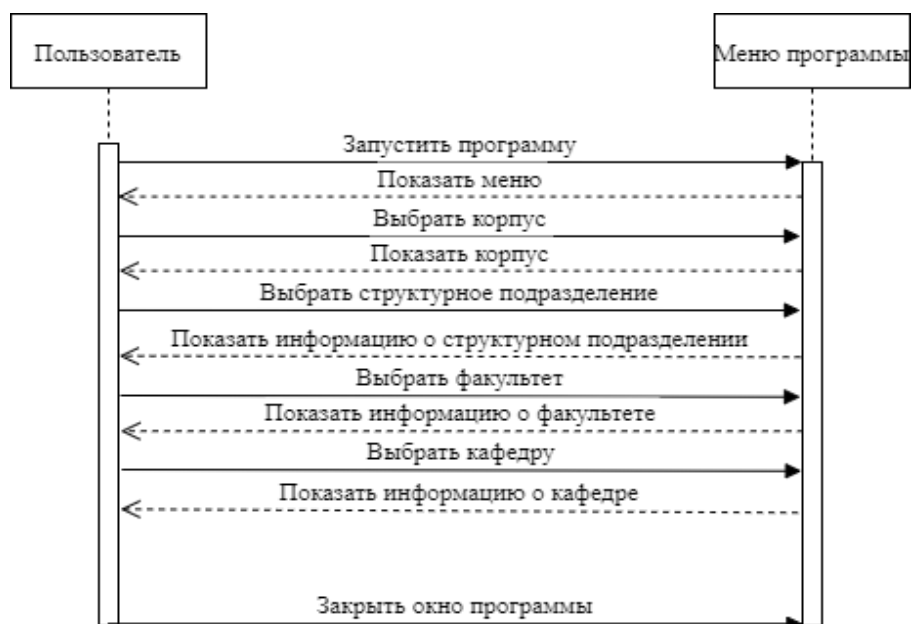 Пользователь
Меню программы
Запустить программу
Показать меню
Выбрать корпус
Показать корпус
Выбрать структурное подразделение
Показать информацию о структурном подразделении
Выбрать факультет
Показать информацию о факультете
Выбрать кафедру
Показать информацию о кафедре
Закрыть окно программы